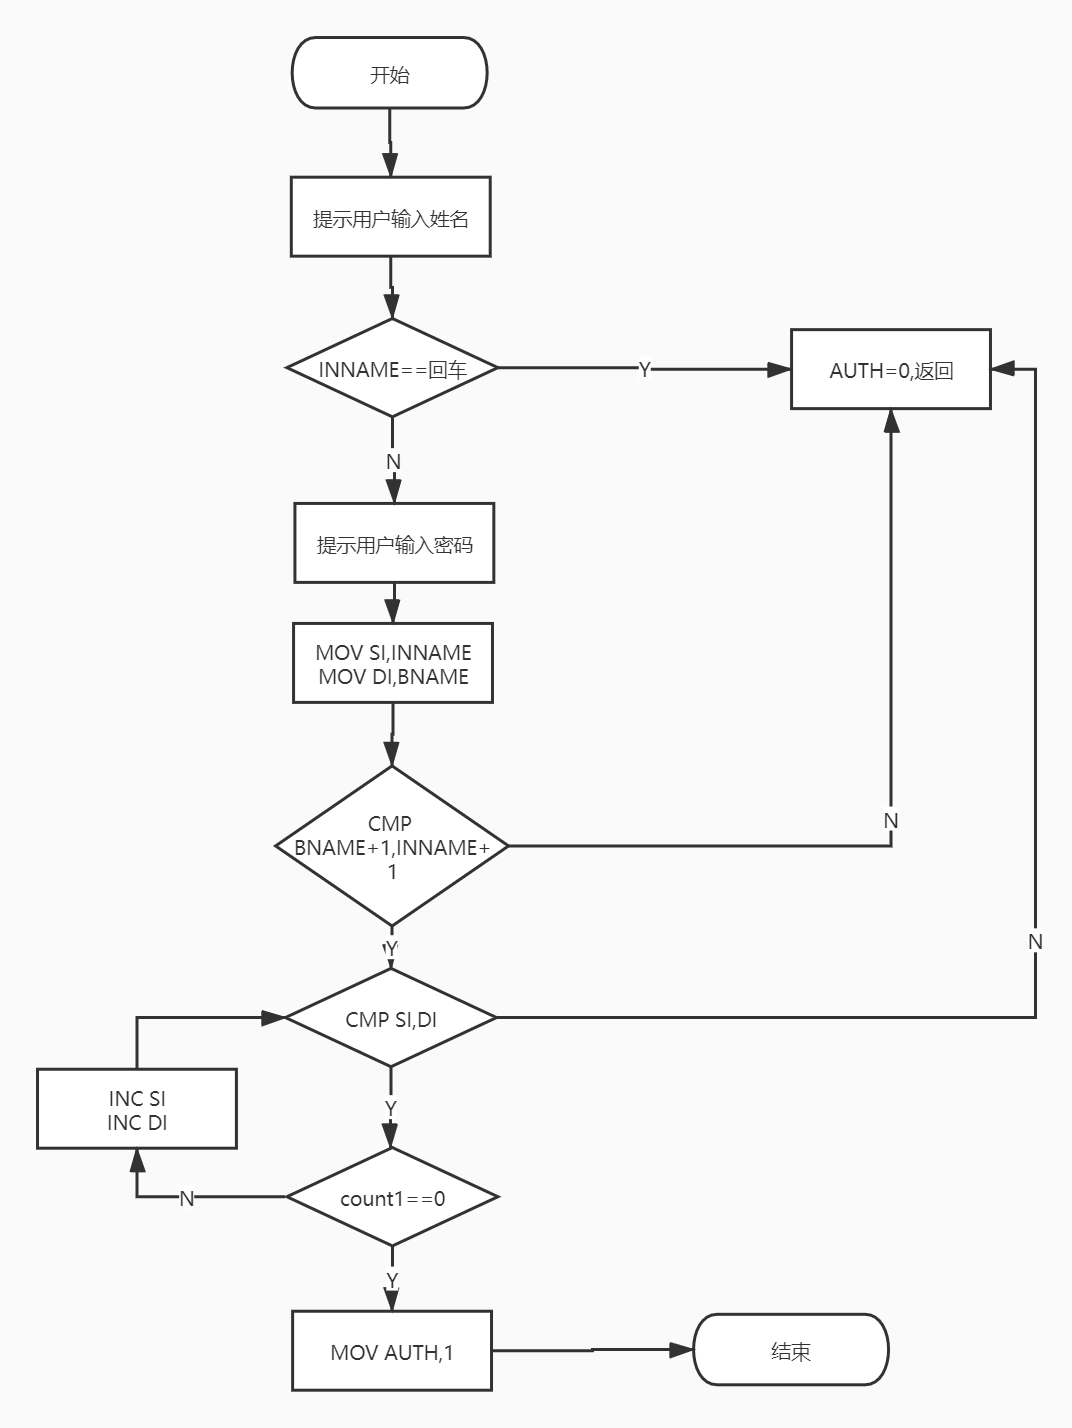 开始
提示用户输入姓名
INNAME==回车
Y
AUTH=0,返回
N
提示用户输入密码
MOV SI,INNAME
MOV DI,BNAME
CMP
BNAME+1,INNAME+
1
N
Y
N
CMP SI,DI
INC SI
INC DI
Y
N
count1==0
Y
MOV AUTH,1
结束